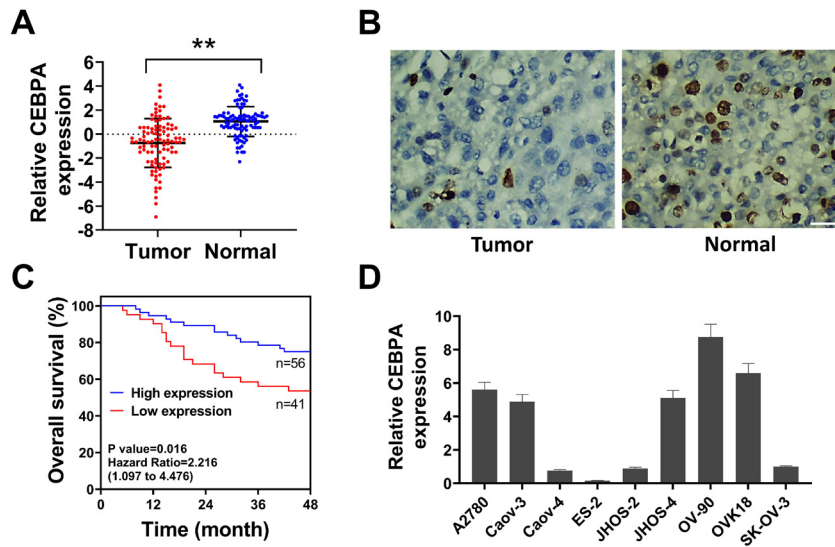 A
**
Relative CEBPA
expression
6
4
2
0
-2
-4
-6
-8
Tumor
Normal
B
Tumor
Normal
C
Overall survival (%)
100
80
60
40
20
0
n=56
n=41
High expression
Low expression
P value=0.016
Hazard Ratio=2.216
(1.097 to 4.476)
0
12
24
36
48
Time (month)
D
Relative CEBPA
expression
10
8
6
4
2
0
A2780
Caov-3
Caov-4
ES-2
JHOS-2
JHOS-4
OV-90
OVK18
SK-OV-3